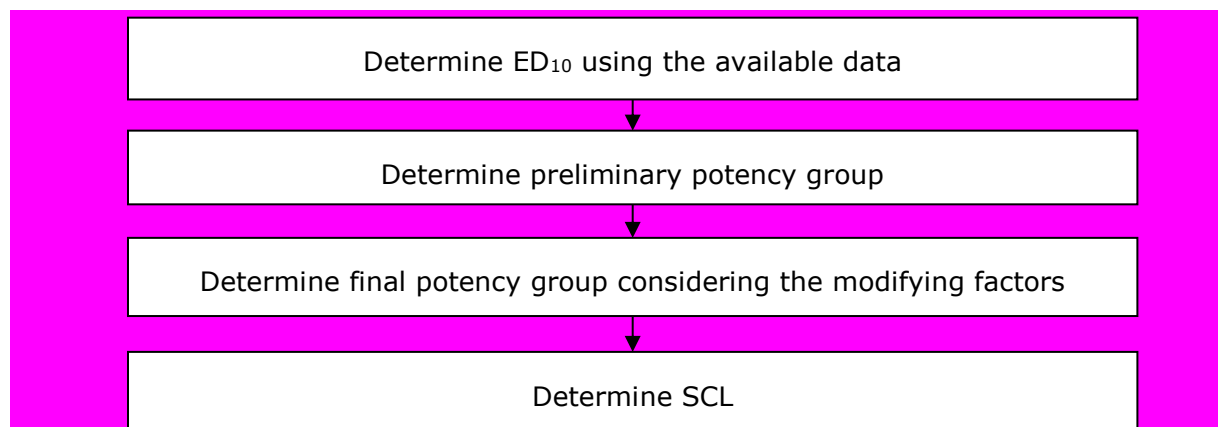 Determine ED₁₀ using the available data
Determine preliminary potency group
Determine final potency group considering the modifying factors
Determine SCL